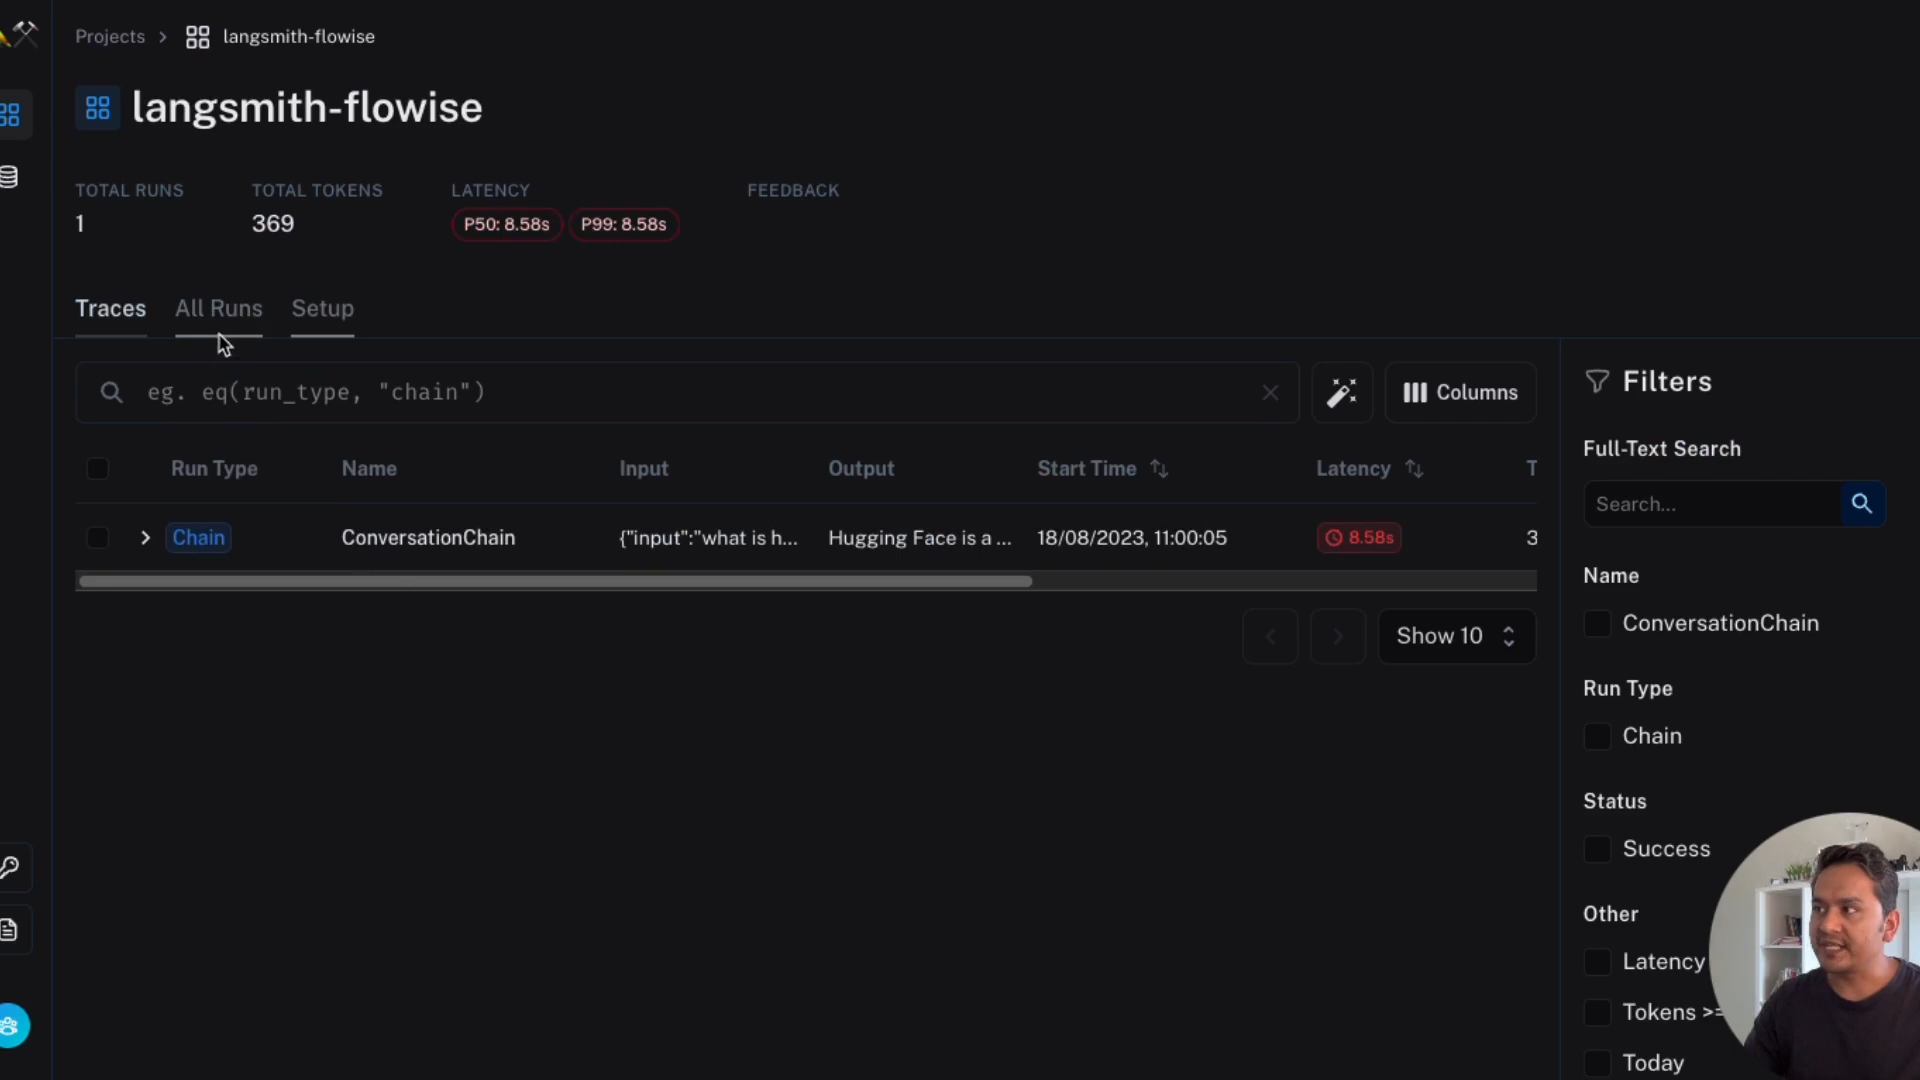 Projects > langsmith-flowise
langsmith-flowise
TOTAL RUNS TOTAL TOKENS LATENCY FEEDBACK
1 369 P50: 8.58s P99: 8.58s
Traces All Runs Setup
eg. eq(run_type, "chain") Columns
Run Type Name Input Output Start Time Latency T
Chain ConversationChain {"input":"what is h... Hugging Face is a ... 18/08/2023, 11:00:05 8.58s 3
Show 10
Filters
Full-Text Search
Search...
Name
ConversationChain
Run Type
Chain
Status
Success
Other
Latency
Tokens >=
Today